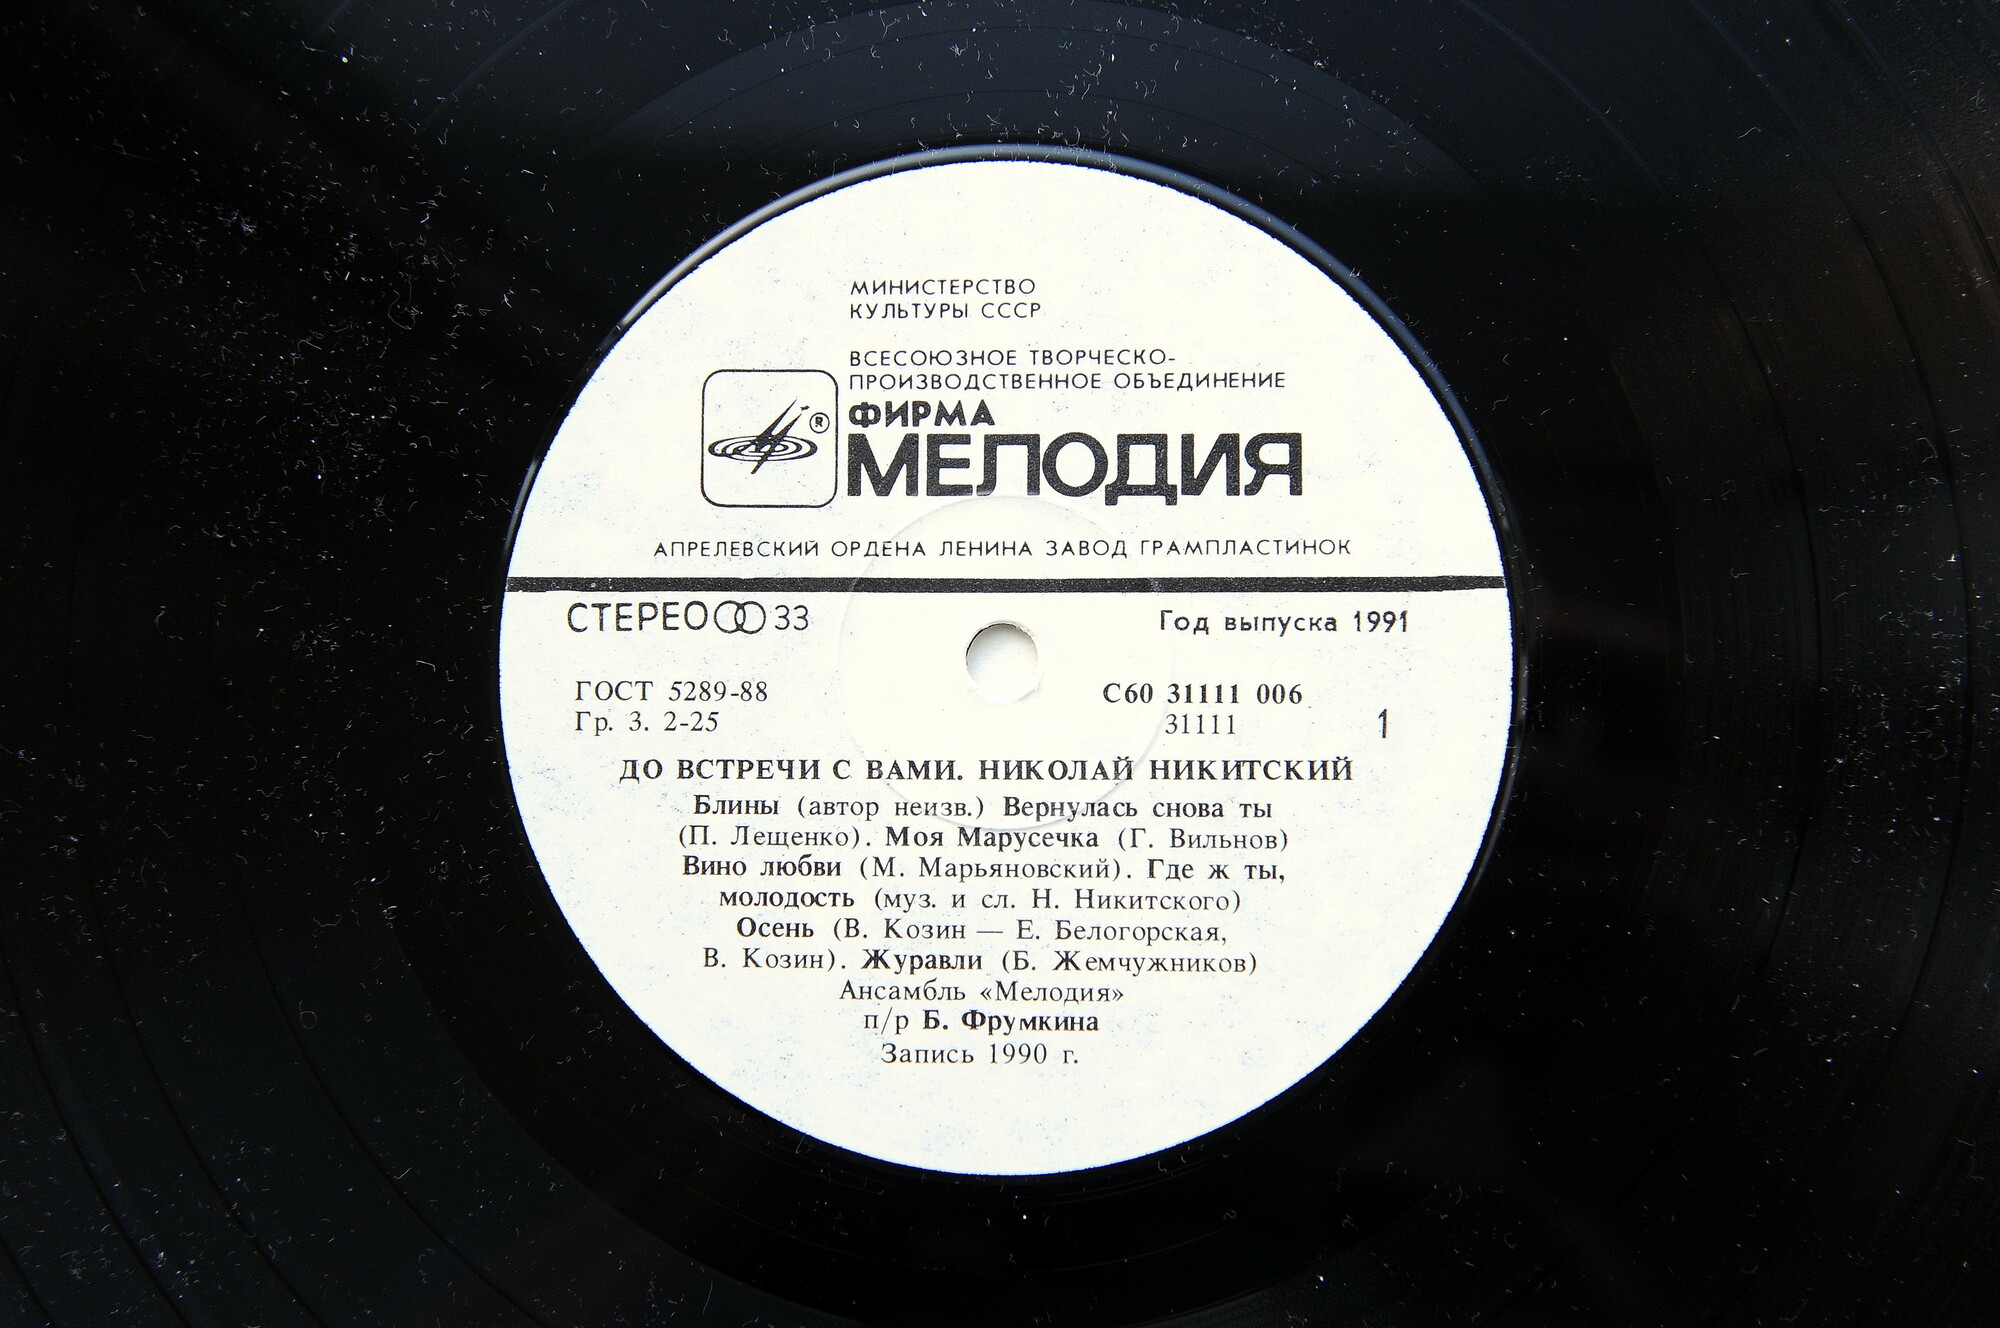 МИНИСТЕРСТВО
КУЛЬТУРЫ СССР
ВСЕСОЮЗНОЕ ТВОРЧЕСКО-
ПРОИЗВОДСТВЕННОЕ ОБЪЕДИНЕНИЕ
ФИРМА
®
МЕЛОДИЯ
АПРЕЛЕВСКИЙ ОРДЕНА ЛЕНИНА ЗАВОД ГРАМПЛАСТИНОК
СТЕРЕО 33
Год выпуска 1991
ГОСТ 5289-88
Гр. 3. 2-25
С60 31111 006
31111
1
ДО ВСТРЕЧИ С ВАМИ. НИКОЛАЙ НИКИТСКИЙ
Блины (автор неизв.) Вернулась снова ты
(П. Лещенко). Моя Марусечка (Г. Вильнов)
Вино любви (М. Марьяновский). Где ж ты,
молодость (муз. и сл. Н. Никитского)
Осень (В. Козин — Е. Белогорская,
В. Козин). Журавли (Б. Жемчужников)
Ансамбль «Мелодия»
п/р Б. Фрумкина
Запись 1990 г.